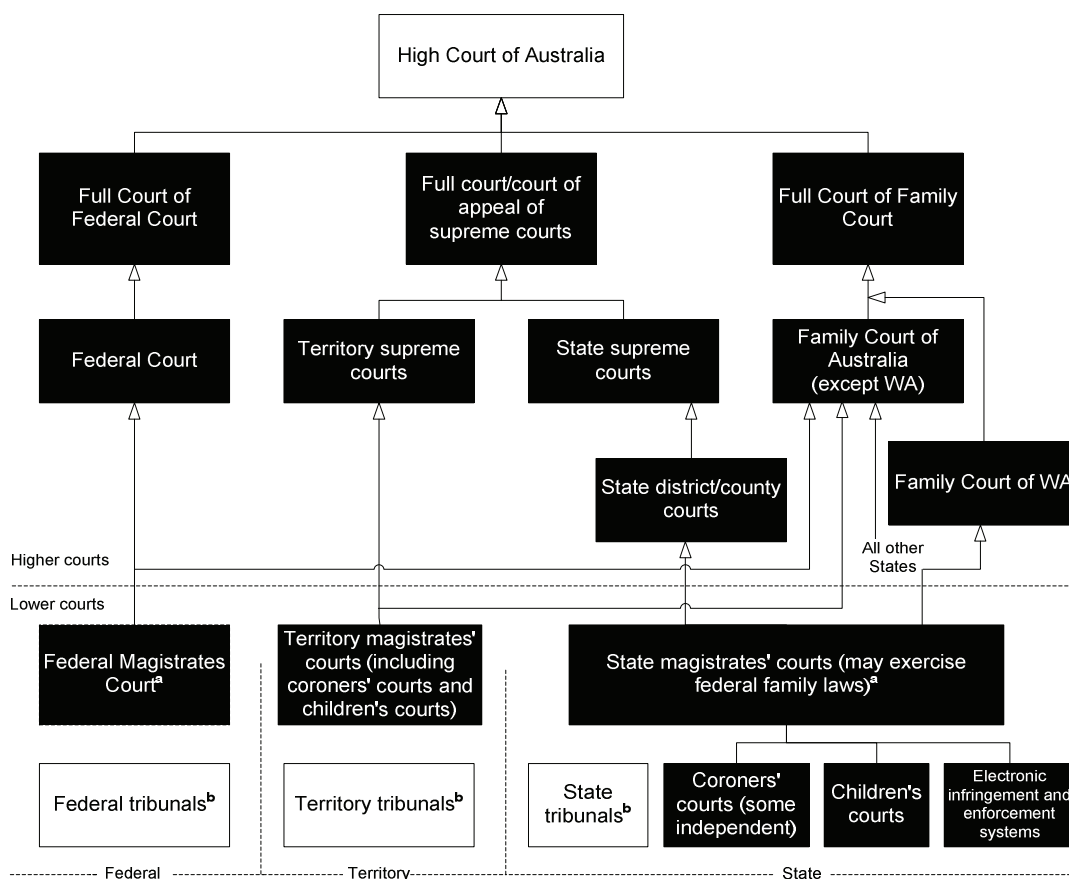 High Court of Australia
Full Court of
Federal Court
Full court/court of
appeal of
supreme courts
Full Court of Family
Court
Federal Court
Territory supreme
courts
State supreme
courts
Family Court of
Australia
(except WA)
State district/county
courts
Family Court of WA
Higher courts
All other
States
Lower courts
Federal Magistrates
Courtᵃ
Territory magistrates'
courts (including
coroners' courts and
children's courts)
State magistrates' courts (may exercise
federal family laws)ᵃ
Federal tribunalsᵇ
Territory tribunalsᵇ
State
tribunalsᵇ
Coroners'
courts (some
independent)
Children's
courts
Electronic
infringement and
enforcement
systems
Federal
Territory
State